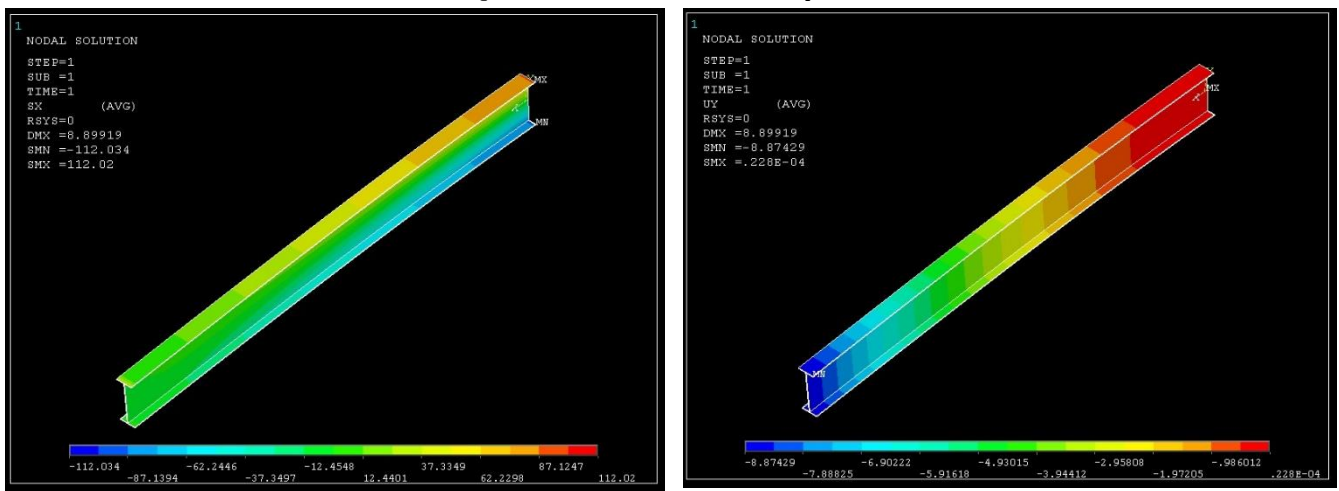 1
NODAL SOLUTION
STEP=1
SUB =1
TIME=1
SX (AVG)
RSYS=0
DMX =8.89919
SMN =-112.034
SMX =112.02
MX
X
MN
-112.034 -62.2446 -12.4548 37.3349 87.1247
-87.1394 -37.3497 12.4401 62.2298 112.02
1
NODAL SOLUTION
STEP=1
SUB =1
TIME=1
UY (AVG)
RSYS=0
DMX =8.89919
SMN =-8.87429
SMX =.228E-04
MX
X
MN
-8.87429 -6.90222 -4.93015 -2.95808 -.986012
-7.88825 -5.91618 -3.94412 -1.97205 .228E-04